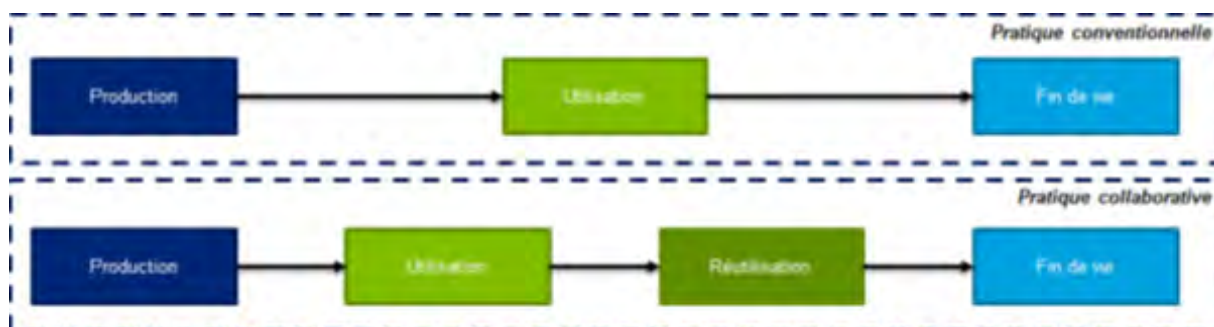 Pratique conventionnelle
Production
Utilisation
Fin de vie
Pratique collaborative
Production
Utilisation
Réutilisation
Fin de vie